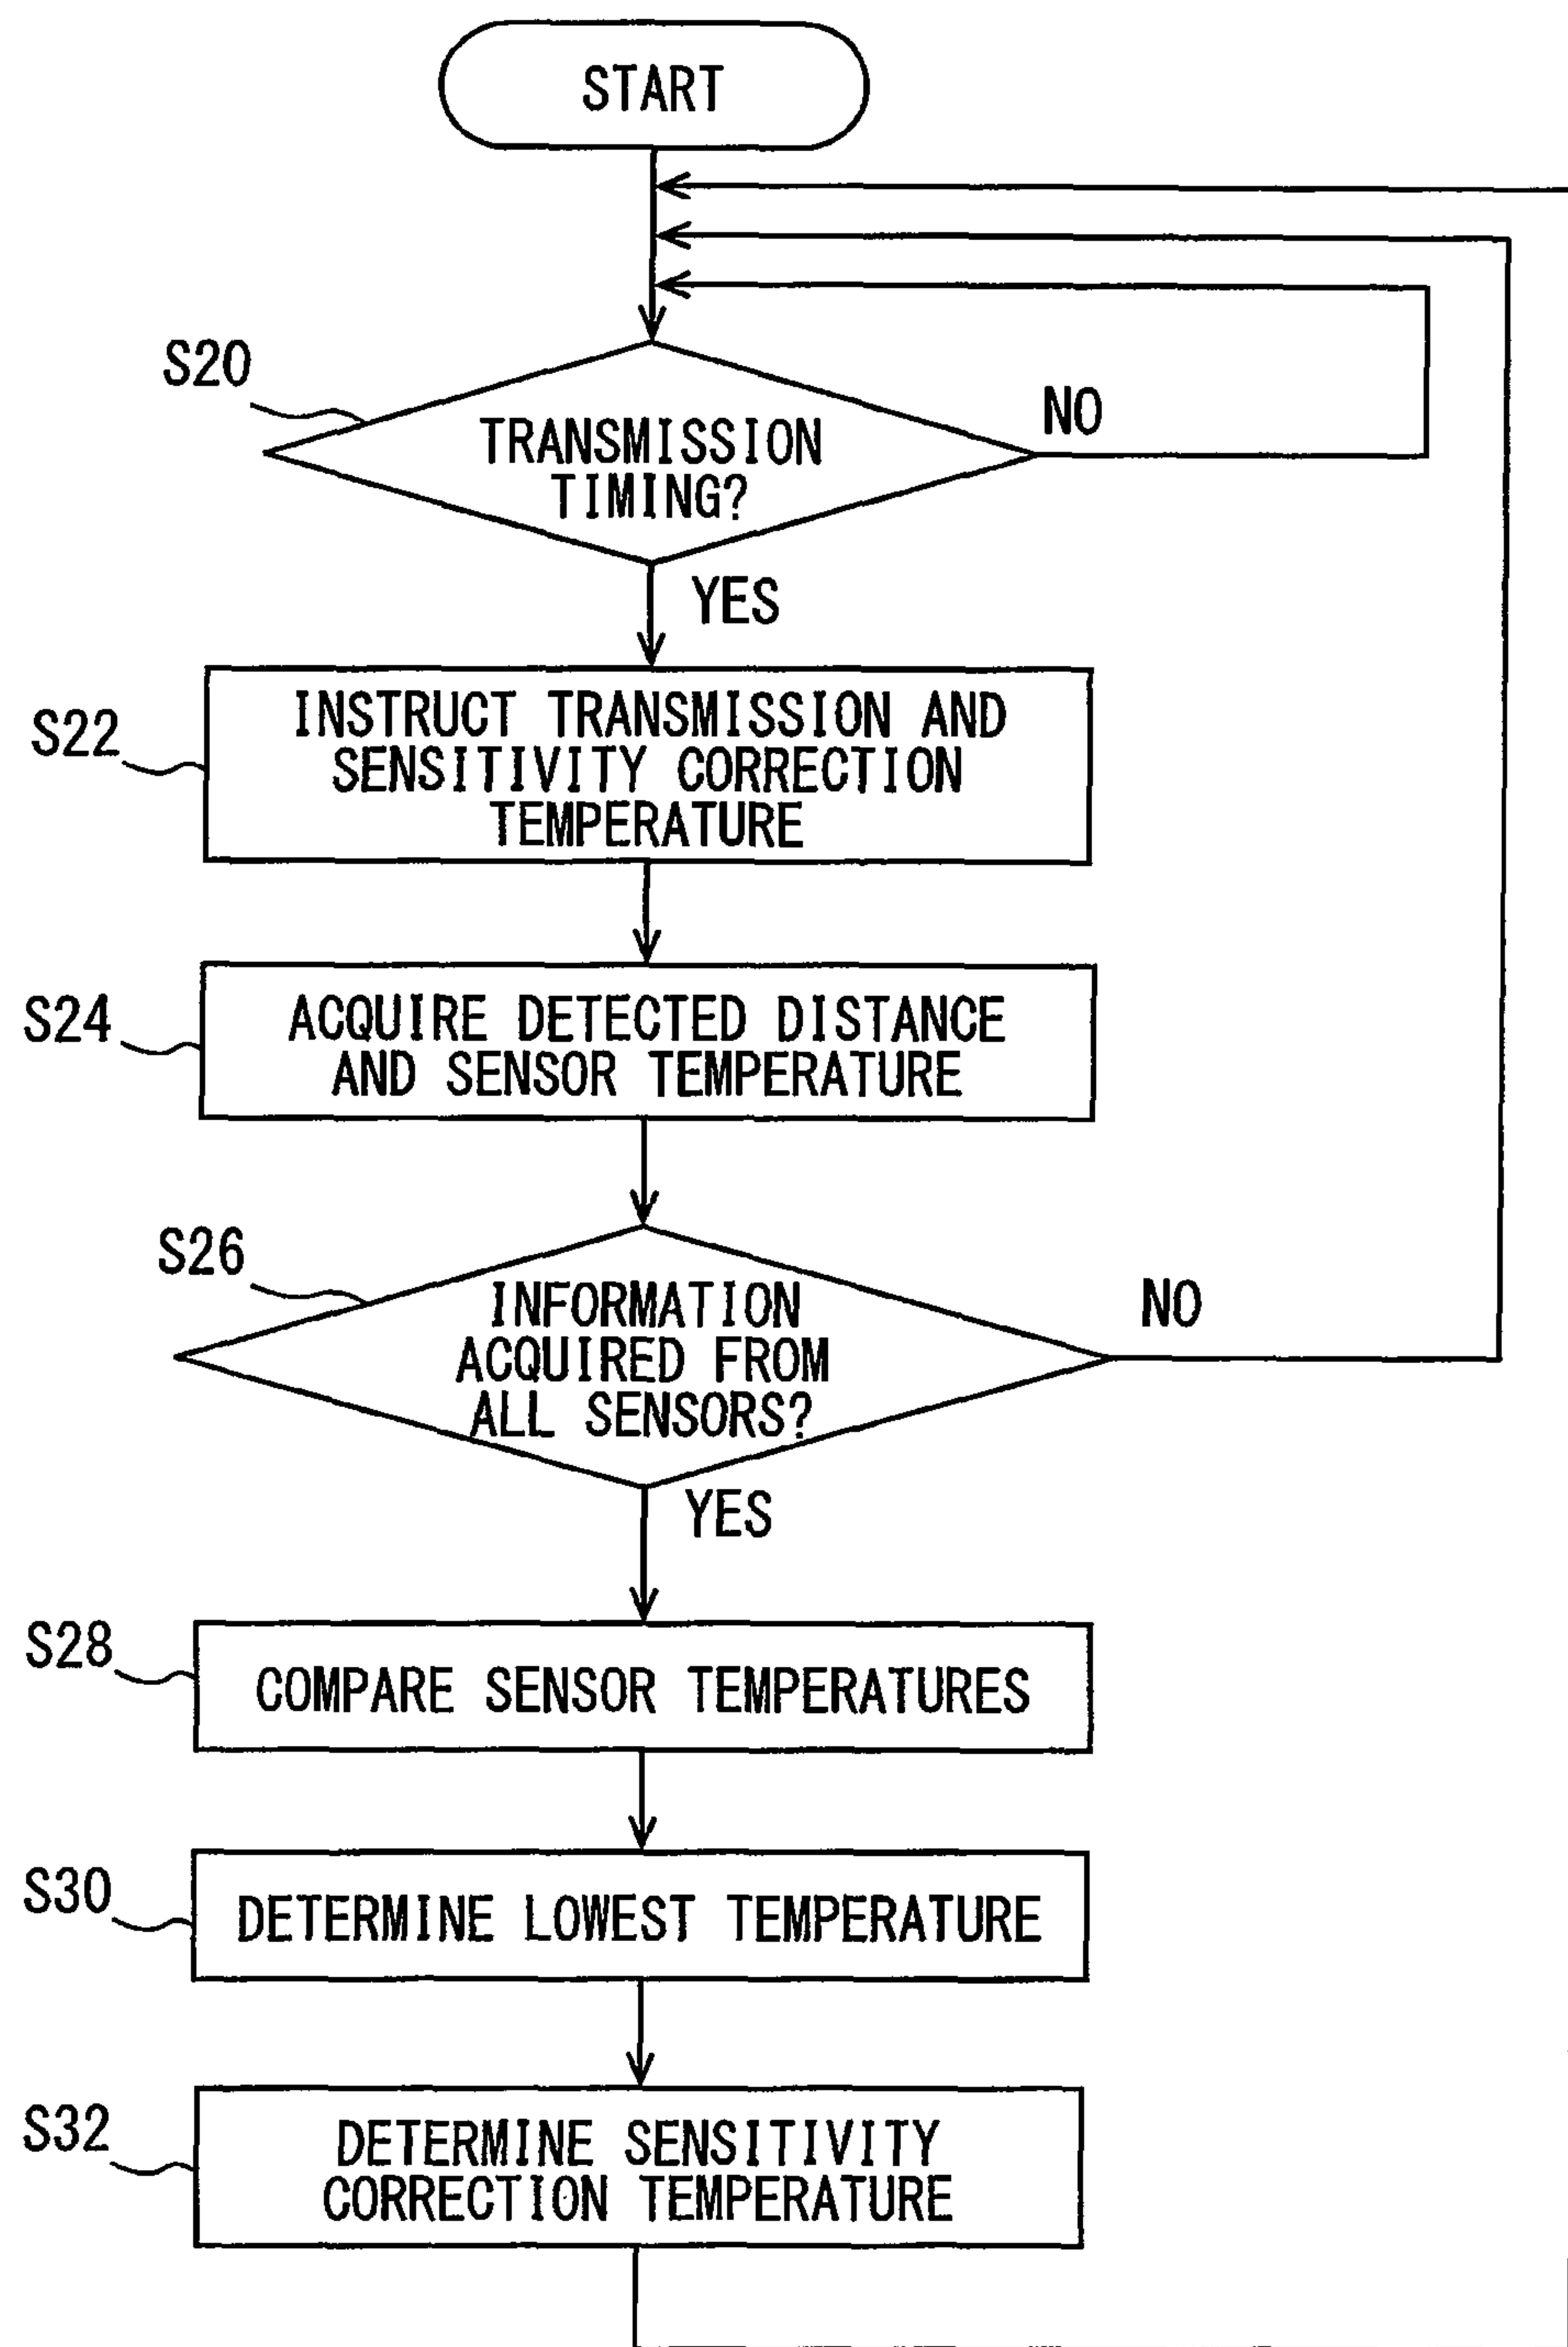 START
S20
TRANSMISSION
TIMING?
NO
YES
S22
INSTRUCT TRANSMISSION AND
SENSITIVITY CORRECTION
TEMPERATURE
S24
ACQUIRE DETECTED DISTANCE
AND SENSOR TEMPERATURE
S26
INFORMATION
ACQUIRED FROM
ALL SENSORS?
NO
YES
S28
COMPARE SENSOR TEMPERATURES
S30
DETERMINE LOWEST TEMPERATURE
S32
DETERMINE SENSITIVITY
CORRECTION TEMPERATURE